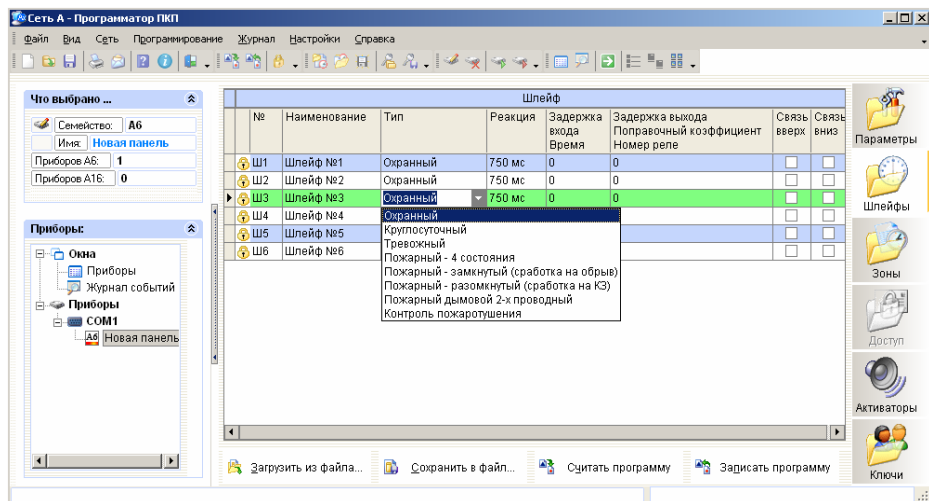 Сеть А - Программатор ПКП
Файл Вид Сеть Программирование Журнал Настройки Справка
Что выбрано ...
Семейство: А6
Имя: Новая панель
Приборов А6: 1
Приборов А16: 0
Приборы:
Окна
Приборы
Журнал событий
Приборы
COM1
А6 Новая панель
Шлейф
№ Наименование Тип Реакция Задержка входа Время Задержка выхода Поправочный коэффициент Номер реле Связь вверх Связь вниз
Ш1 Шлейф №1 Охранный 750 мс 0 0
Ш2 Шлейф №2 Охранный 750 мс 0 0
Ш3 Шлейф №3 Охранный 750 мс 0 0
Ш4 Шлейф №4
Ш5 Шлейф №5
Ш6 Шлейф №6
Охранный
Круглосуточный
Тревожный
Пожарный - 4 состояния
Пожарный - замкнутый (сработка на обрыв)
Пожарный - разомкнутый (сработка на КЗ)
Пожарный дымовой 2-х проводный
Контроль пожаротушения
Загрузить из файла... Сохранить в файл... Считать программу Записать программу
Параметры
Шлейфы
Зоны
Доступ
Активаторы
Ключи